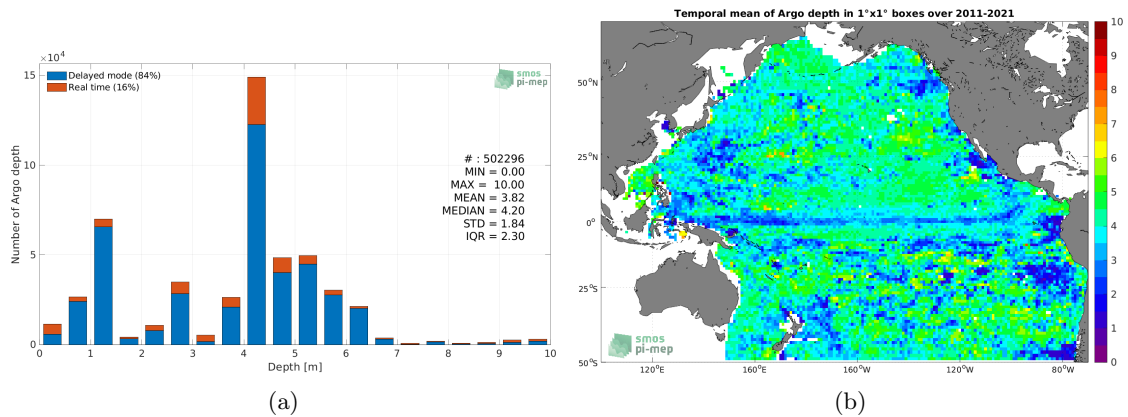 ×10⁴
Delayed mode (84%)
Real time (16%)
smos
pi-mep
15
10
5
0
Number of Argo depth
# : 502296
MIN = 0.00
MAX = 10.00
MEAN = 3.82
MEDIAN = 4.20
STD = 1.84
IQR = 2.30
0 1 2 3 4 5 6 7 8 9 10
Depth [m]
(a)
Temporal mean of Argo depth in 1°x1° boxes over 2011-2021
50°N
25°N
0°
25°S
50°S
120°E 160°E 160°W 120°W 80°W
smos
pi-mep
10
9
8
7
6
5
4
3
2
1
0
(b)